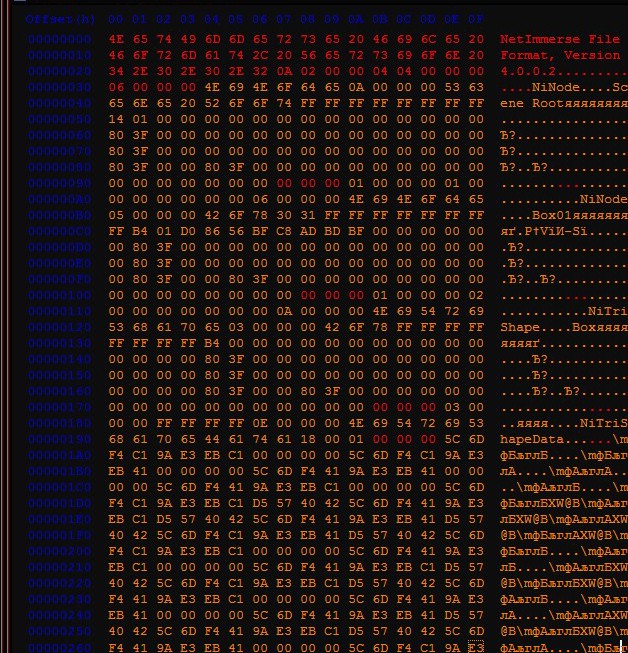 Offset(h) 00 01 02 03 04 05 06 07 08 09 0A 0B 0C 0D 0E 0F
00000000 4E 65 74 49 6D 6D 65 72 73 65 20 46 69 6C 65 20 NetImmerse File
00000010 46 6F 72 6D 61 74 2C 20 56 65 72 73 69 6F 6E 20 Format, Version
00000020 34 2E 30 2E 30 2E 32 0A 02 00 00 04 04 00 00 00 4.0.0.2.........
00000030 06 00 00 00 4E 69 4E 6F 64 65 0A 00 00 00 53 63 ....NiNode....Sc
00000040 65 6E 65 20 52 6F 6F 74 FF FF FF FF FF FF FF FF ene Rootяяяяяяяя
00000050 14 01 00 00 00 00 00 00 00 00 00 00 00 00 00 00 ................
00000060 80 3F 00 00 00 00 00 00 00 00 00 00 00 00 00 00 Ђ?..............
00000070 80 3F 00 00 00 00 00 00 00 00 00 00 00 00 00 00 Ђ?..............
00000080 80 3F 00 00 80 3F 00 00 00 00 00 00 00 00 00 00 Ђ?..Ђ?..........
00000090 00 00 00 00 00 00 00 00 00 00 01 00 00 00 01 00 ................
000000A0 00 00 00 00 00 00 06 00 00 00 4E 69 4E 6F 64 65 ..........NiNode
000000B0 05 00 00 00 42 6F 78 30 31 FF FF FF FF FF FF FF ....Box01яяяяяяя
000000C0 FF B4 01 D0 86 56 BF C8 AD BD BF 00 00 00 00 00 яґ.Р†VїИ-Ѕї.....
000000D0 00 00 80 3F 00 00 00 00 00 00 00 00 00 00 00 00 ..Ђ?............
000000E0 00 00 80 3F 00 00 00 00 00 00 00 00 00 00 00 00 ..Ђ?............
000000F0 00 00 80 3F 00 00 80 3F 00 00 00 00 00 00 00 00 ..Ђ?..Ђ?........
00000100 00 00 00 00 00 00 00 00 00 00 00 01 00 00 00 02 ................
00000110 00 00 00 00 00 00 00 0A 00 00 00 4E 69 54 72 69 ...........NiTri
00000120 53 68 61 70 65 03 00 00 00 42 6F 78 FF FF FF FF Shape....Boxяяяя
00000130 FF FF FF FF B4 00 00 00 00 00 00 00 00 00 00 00 яяяяґ...........
00000140 00 00 00 00 00 80 3F 00 00 00 00 00 00 00 00 00 .....Ђ?.........
00000150 00 00 00 00 00 80 3F 00 00 00 00 00 00 00 00 00 .....Ђ?.........
00000160 00 00 00 00 00 80 3F 00 00 80 3F 00 00 00 00 00 .....Ђ?..Ђ?.....
00000170 00 00 00 00 00 00 00 00 00 00 00 00 00 00 03 00 ................
00000180 00 00 FF FF FF FF 0E 00 00 00 4E 69 54 72 69 53 ..яяяя....NiTriS
00000190 68 61 70 65 44 61 74 61 18 00 01 00 00 00 5C 6D hapeData......\m
000001A0 F4 C1 9A E3 EB C1 00 00 00 00 5C 6D F4 C1 9A E3 фБљглБ....\mфБљг
000001B0 EB 41 00 00 00 00 5C 6D F4 41 9A E3 EB 41 00 00 лA....\mфAљглA..
000001C0 00 00 5C 6D F4 41 9A E3 EB C1 00 00 00 00 5C 6D ..\mфAљглБ....\m
000001D0 F4 C1 9A E3 EB C1 D5 57 40 42 5C 6D F4 41 9A E3 фБљглБХW@B\mфAљг
000001E0 EB C1 D5 57 40 42 5C 6D F4 C1 9A E3 EB 41 D5 57 лБХW@B\mфБљглAХW
000001F0 40 42 5C 6D F4 41 9A E3 EB 41 D5 57 40 42 5C 6D @B\mфAљглAХW@B\m
00000200 F4 C1 9A E3 EB C1 00 00 00 00 5C 6D F4 41 9A E3 фБљглБ....\mфAљг
00000210 EB C1 00 00 00 00 5C 6D F4 C1 9A E3 EB C1 D5 57 лБ....\mфБљглБХW
00000220 40 42 5C 6D F4 41 9A E3 EB C1 D5 57 40 42 5C 6D @B\mфAљглБХW@B\m
00000230 F4 41 9A E3 EB C1 00 00 00 00 5C 6D F4 41 9A E3 фAљглБ....\mфAљг
00000240 EB 41 00 00 00 00 5C 6D F4 41 9A E3 EB C1 D5 57 лA....\mфAљглБХW
00000250 40 42 5C 6D F4 41 9A E3 EB 41 D5 57 40 42 5C 6D @B\mфAљглAХW@B\m
00000260 F4 41 9A E3 EB 41 00 00 00 00 5C 6D F4 C1 9A E3 фAљглA....\mфБљг